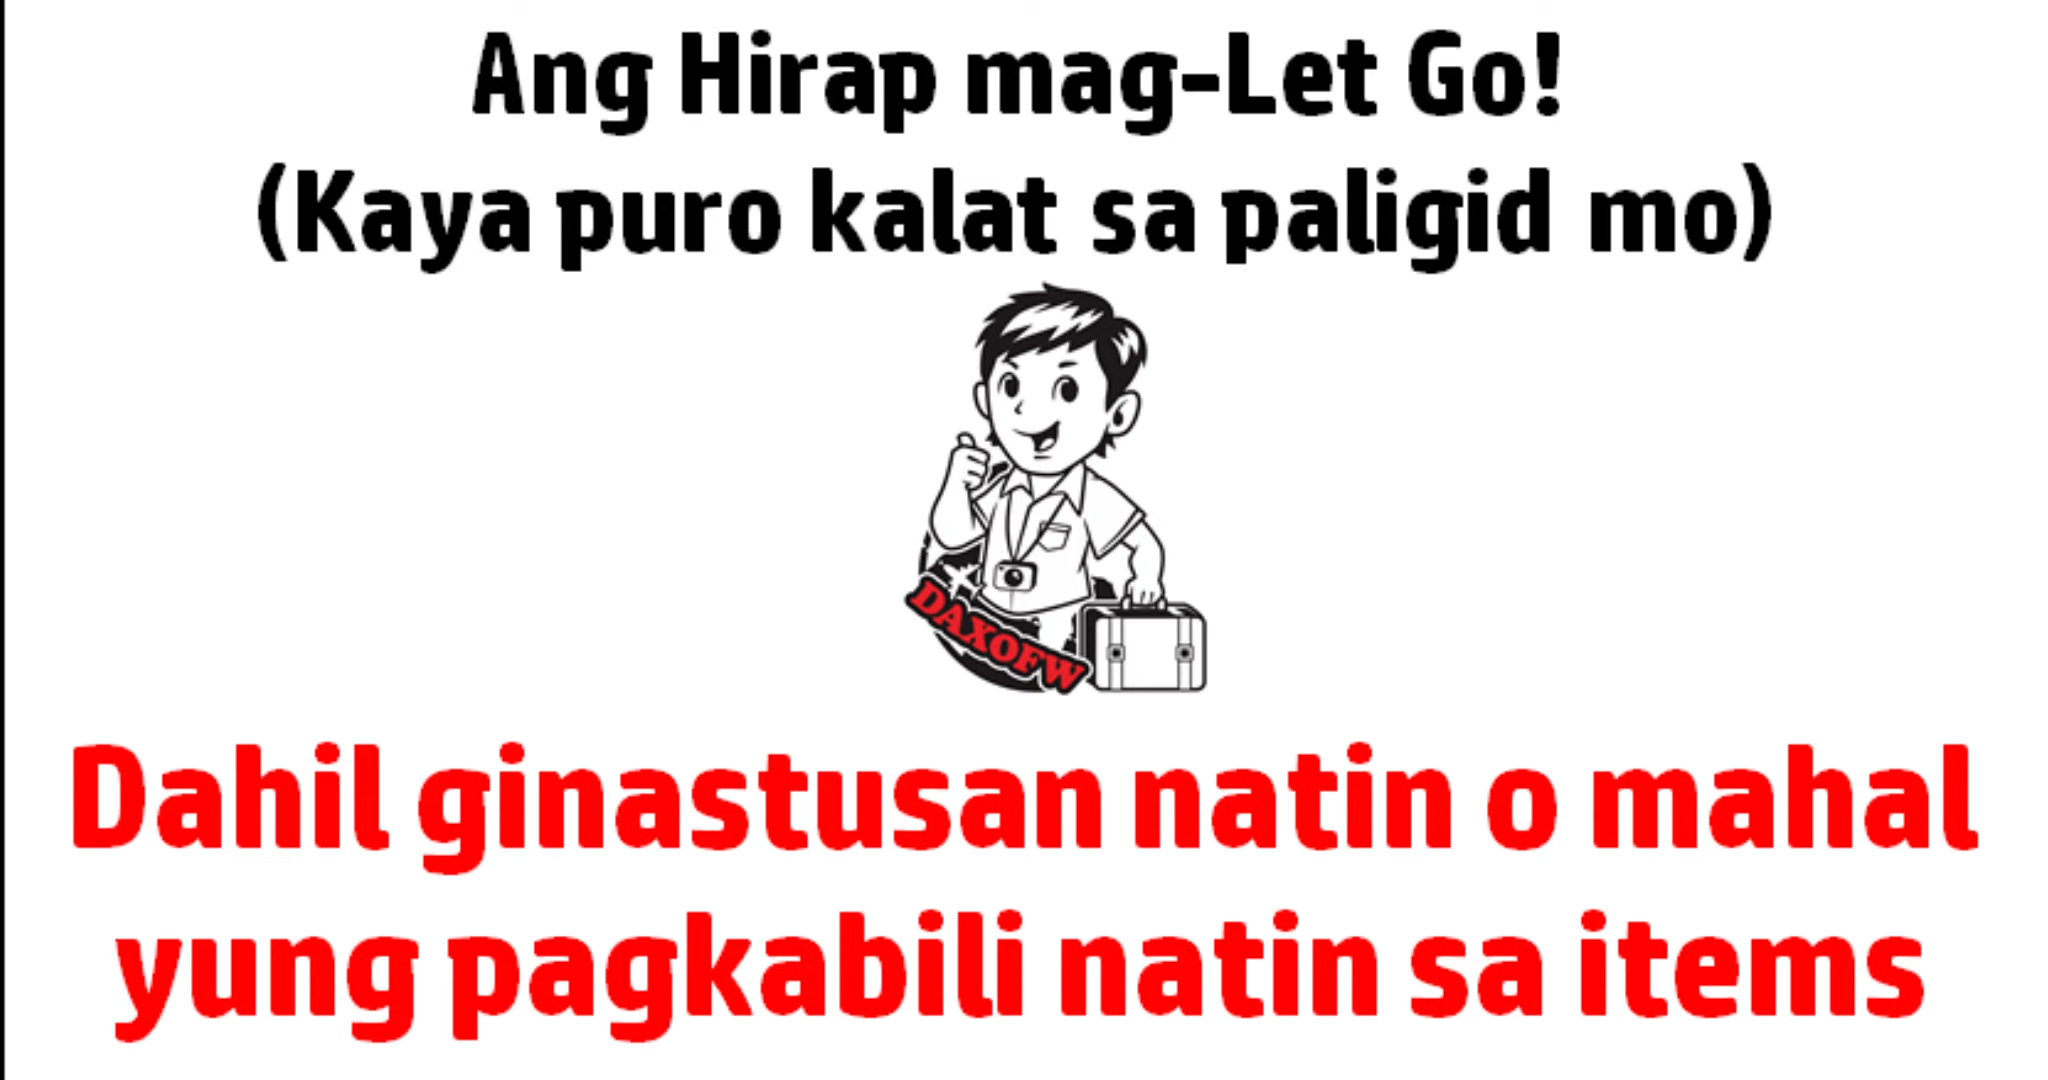 Ang Hirap mag-Let Go!
(Kaya puro kalat sa paligid mo)
DAXOFW
Dahil ginastusan natin o mahal
yung pagkabili natin sa items